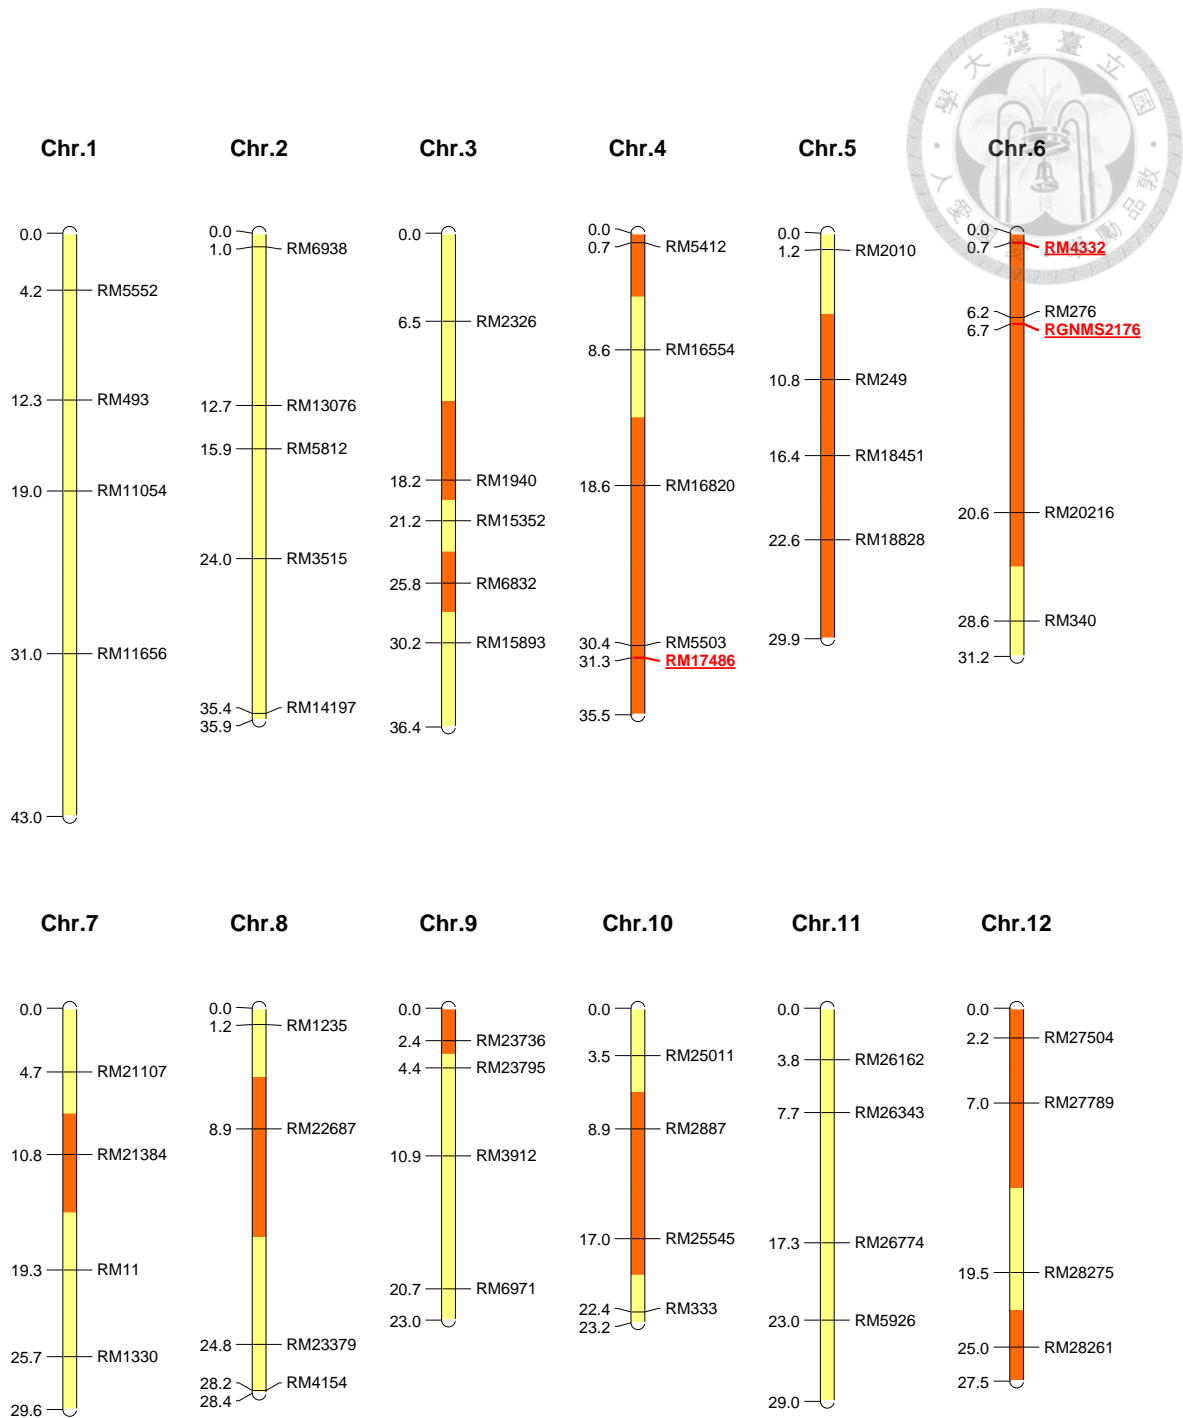 Chr.1 Chr.2 Chr.3 Chr.4 Chr.5 Chr.6
0.0
4.2 RM5552
12.3 RM493
19.0 RM11054
31.0 RM11656
43.0
0.0
1.0 RM6938
12.7 RM13076
15.9 RM5812
24.0 RM3515
35.4 RM14197
35.9
0.0
6.5 RM2326
18.2 RM1940
21.2 RM15352
25.8 RM6832
30.2 RM15893
36.4
0.0
0.7 RM5412
8.6 RM16554
18.6 RM16820
30.4 RM5503
31.3 RM17486
35.5
0.0
1.2 RM2010
10.8 RM249
16.4 RM18451
22.6 RM18828
29.9
0.0
0.7 RM4332
6.2 RM276
6.7 RGNMS2176
20.6 RM20216
28.6 RM340
31.2
Chr.7 Chr.8 Chr.9 Chr.10 Chr.11 Chr.12
0.0
4.7 RM21107
10.8 RM21384
19.3 RM11
25.7 RM1330
29.6
0.0
1.2 RM1235
8.9 RM22687
24.8 RM23379
28.2 RM4154
28.4
0.0
2.4 RM23736
4.4 RM23795
10.9 RM3912
20.7 RM6971
23.0
0.0
3.5 RM25011
8.9 RM2887
17.0 RM25545
22.4 RM333
23.2
0.0
3.8 RM26162
7.7 RM26343
17.3 RM26774
23.0 RM5926
29.0
0.0
2.2 RM27504
7.0 RM27789
19.5 RM28275
25.0 RM28261
27.5